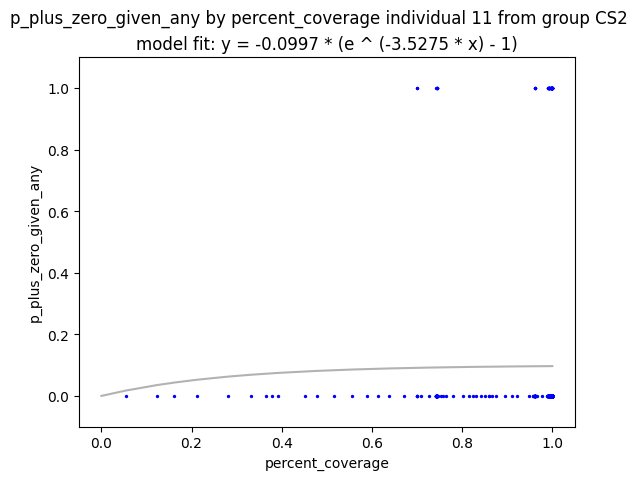 p_plus_zero_given_any by percent_coverage individual 11 from group CS2
model fit: y = -0.0997 * (e ^ (-3.5275 * x) - 1)
1.0
0.8
0.6
0.4
0.2
0.0
p_plus_zero_given_any
0.0 0.2 0.4 0.6 0.8 1.0
percent_coverage